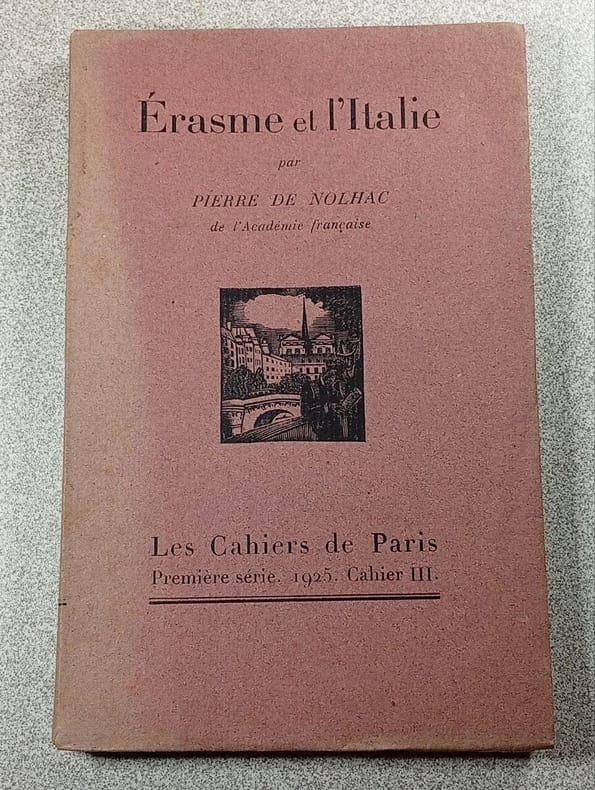 Érasme et l'Italie
par
PIERRE DE NOLHAC
de l'Académie française
Les Cahiers de Paris
Première série. 1925. Cahier III.